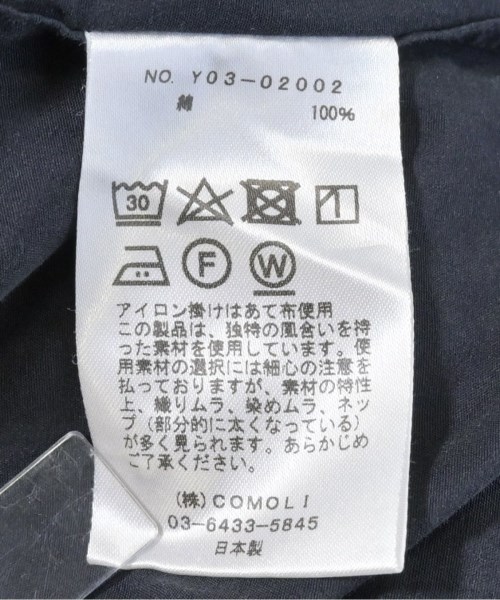 NO. Y03-02002
綿 100%
30
F
W
アイロン掛けはあて布使用
この製品は、独特の風合いを持
った素材を使用しています。使
用素材の選択には細心の注意を
払っておりますが、素材の特性
上、織りムラ、染めムラ、ネッ
プ(部分的に太くなっている)
が多く見られます。あらかじめ
ご了承ください。
(株)COMOLI
03-6433-5845
日本製